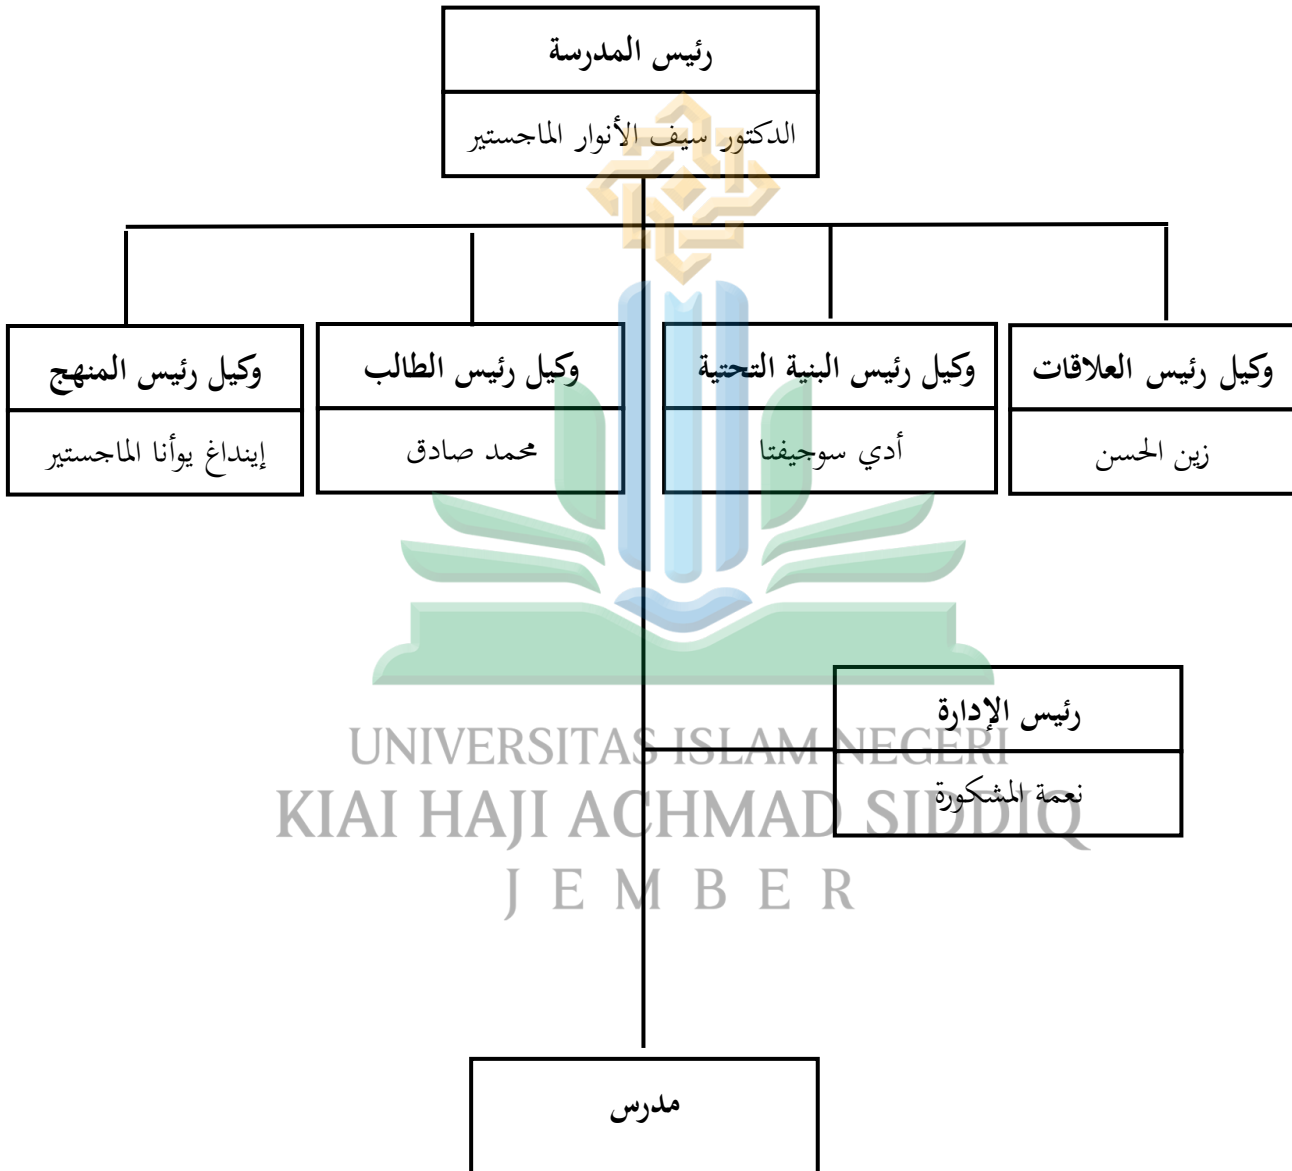 رئيس المدرسة
الدكتور سيف الأنوار الماجستير
وكيل رئيس العلاقات
زين الحسن
وكيل رئيس البنية التحتية
أدي سوجيفتا
وكيل رئيس الطالب
محمد صادق
وكيل رئيس المنهج
إينداغ يوأنا الماجستير
رئيس الإدارة
نعمة المشكورة
UNIVERSITAS ISLAM NEGERI
KIAI HAJI ACHMAD SIDDIQ
JEMBER
مدرس